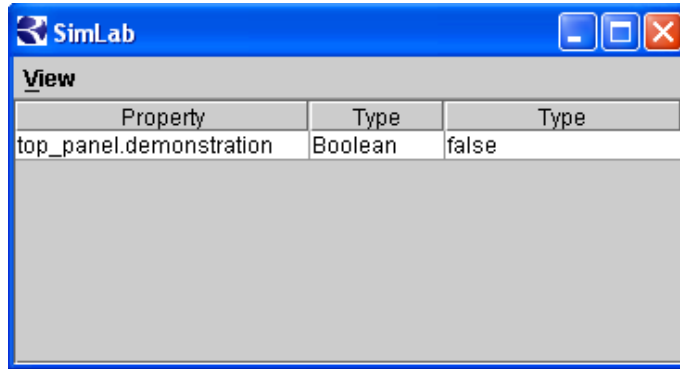 SimLab
View
Property Type Type
top_panel.demonstration Boolean false